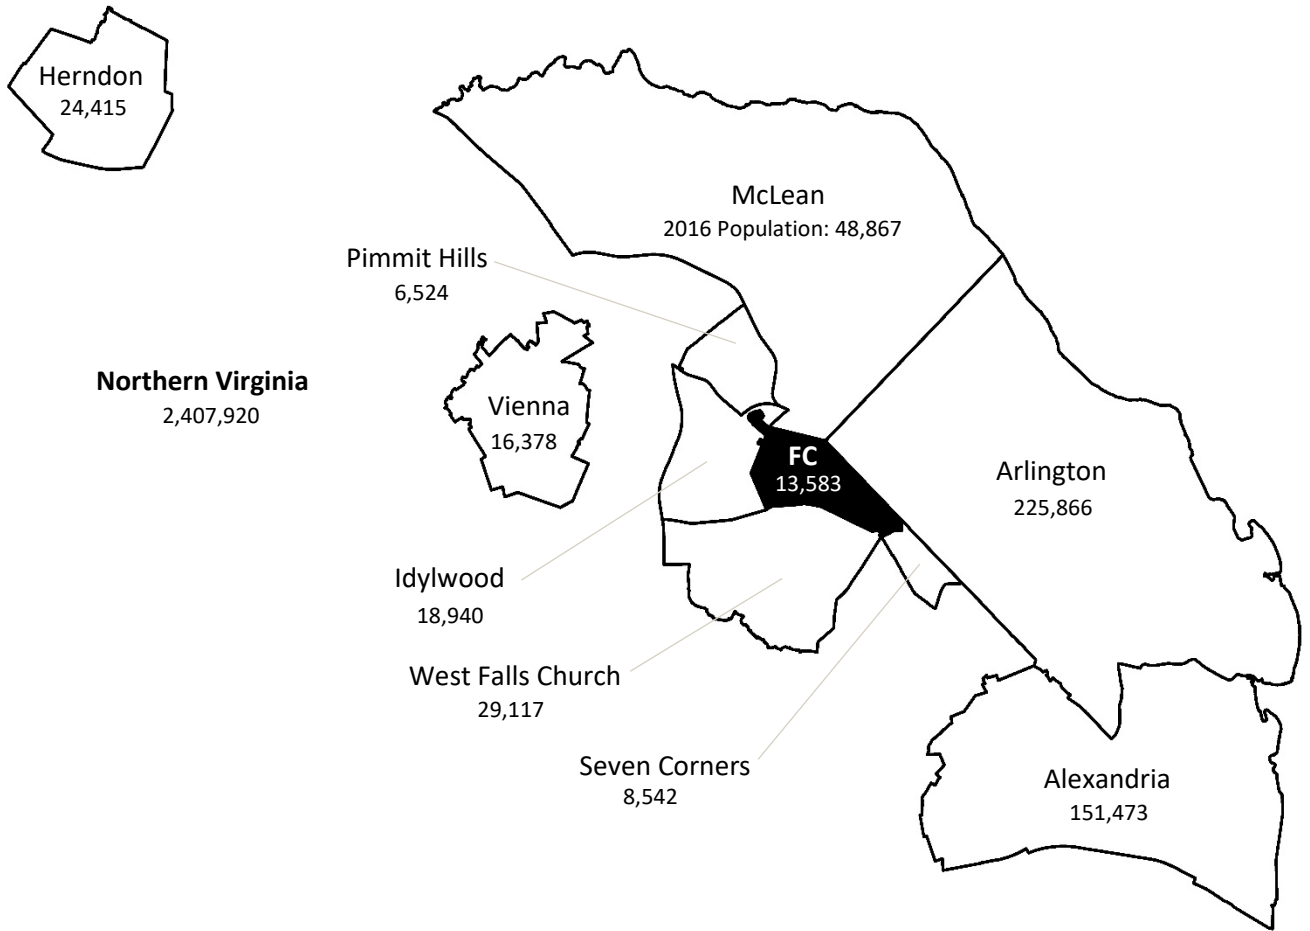 Herndon
24,415
McLean
2016 Population: 48,867
Pimmit Hills
6,524
Northern Virginia
2,407,920
Vienna
16,378
FC
13,583
Arlington
225,866
Idylwood
18,940
West Falls Church
29,117
Seven Corners
8,542
Alexandria
151,473